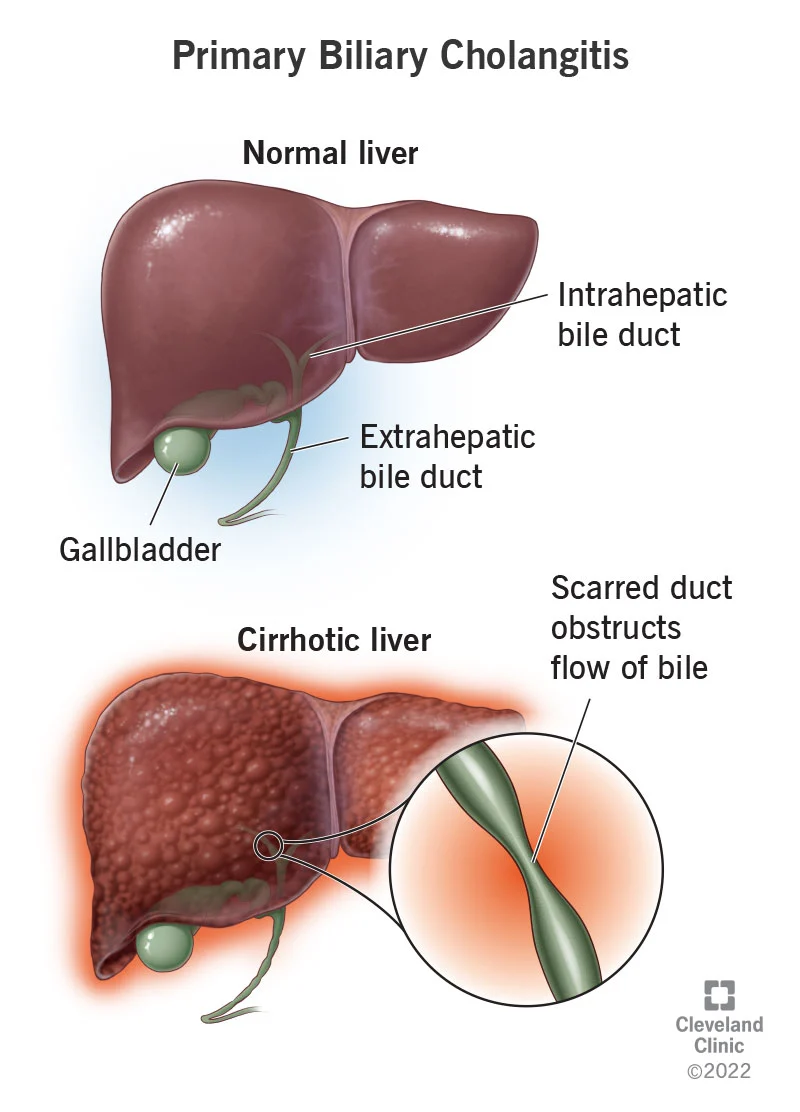 Primary Biliary Cholangitis
Normal liver
Intrahepatic
bile duct
Extrahepatic
bile duct
Gallbladder
Scarred duct
obstructs
flow of bile
Cirrhotic liver
Cleveland
Clinic
©2022